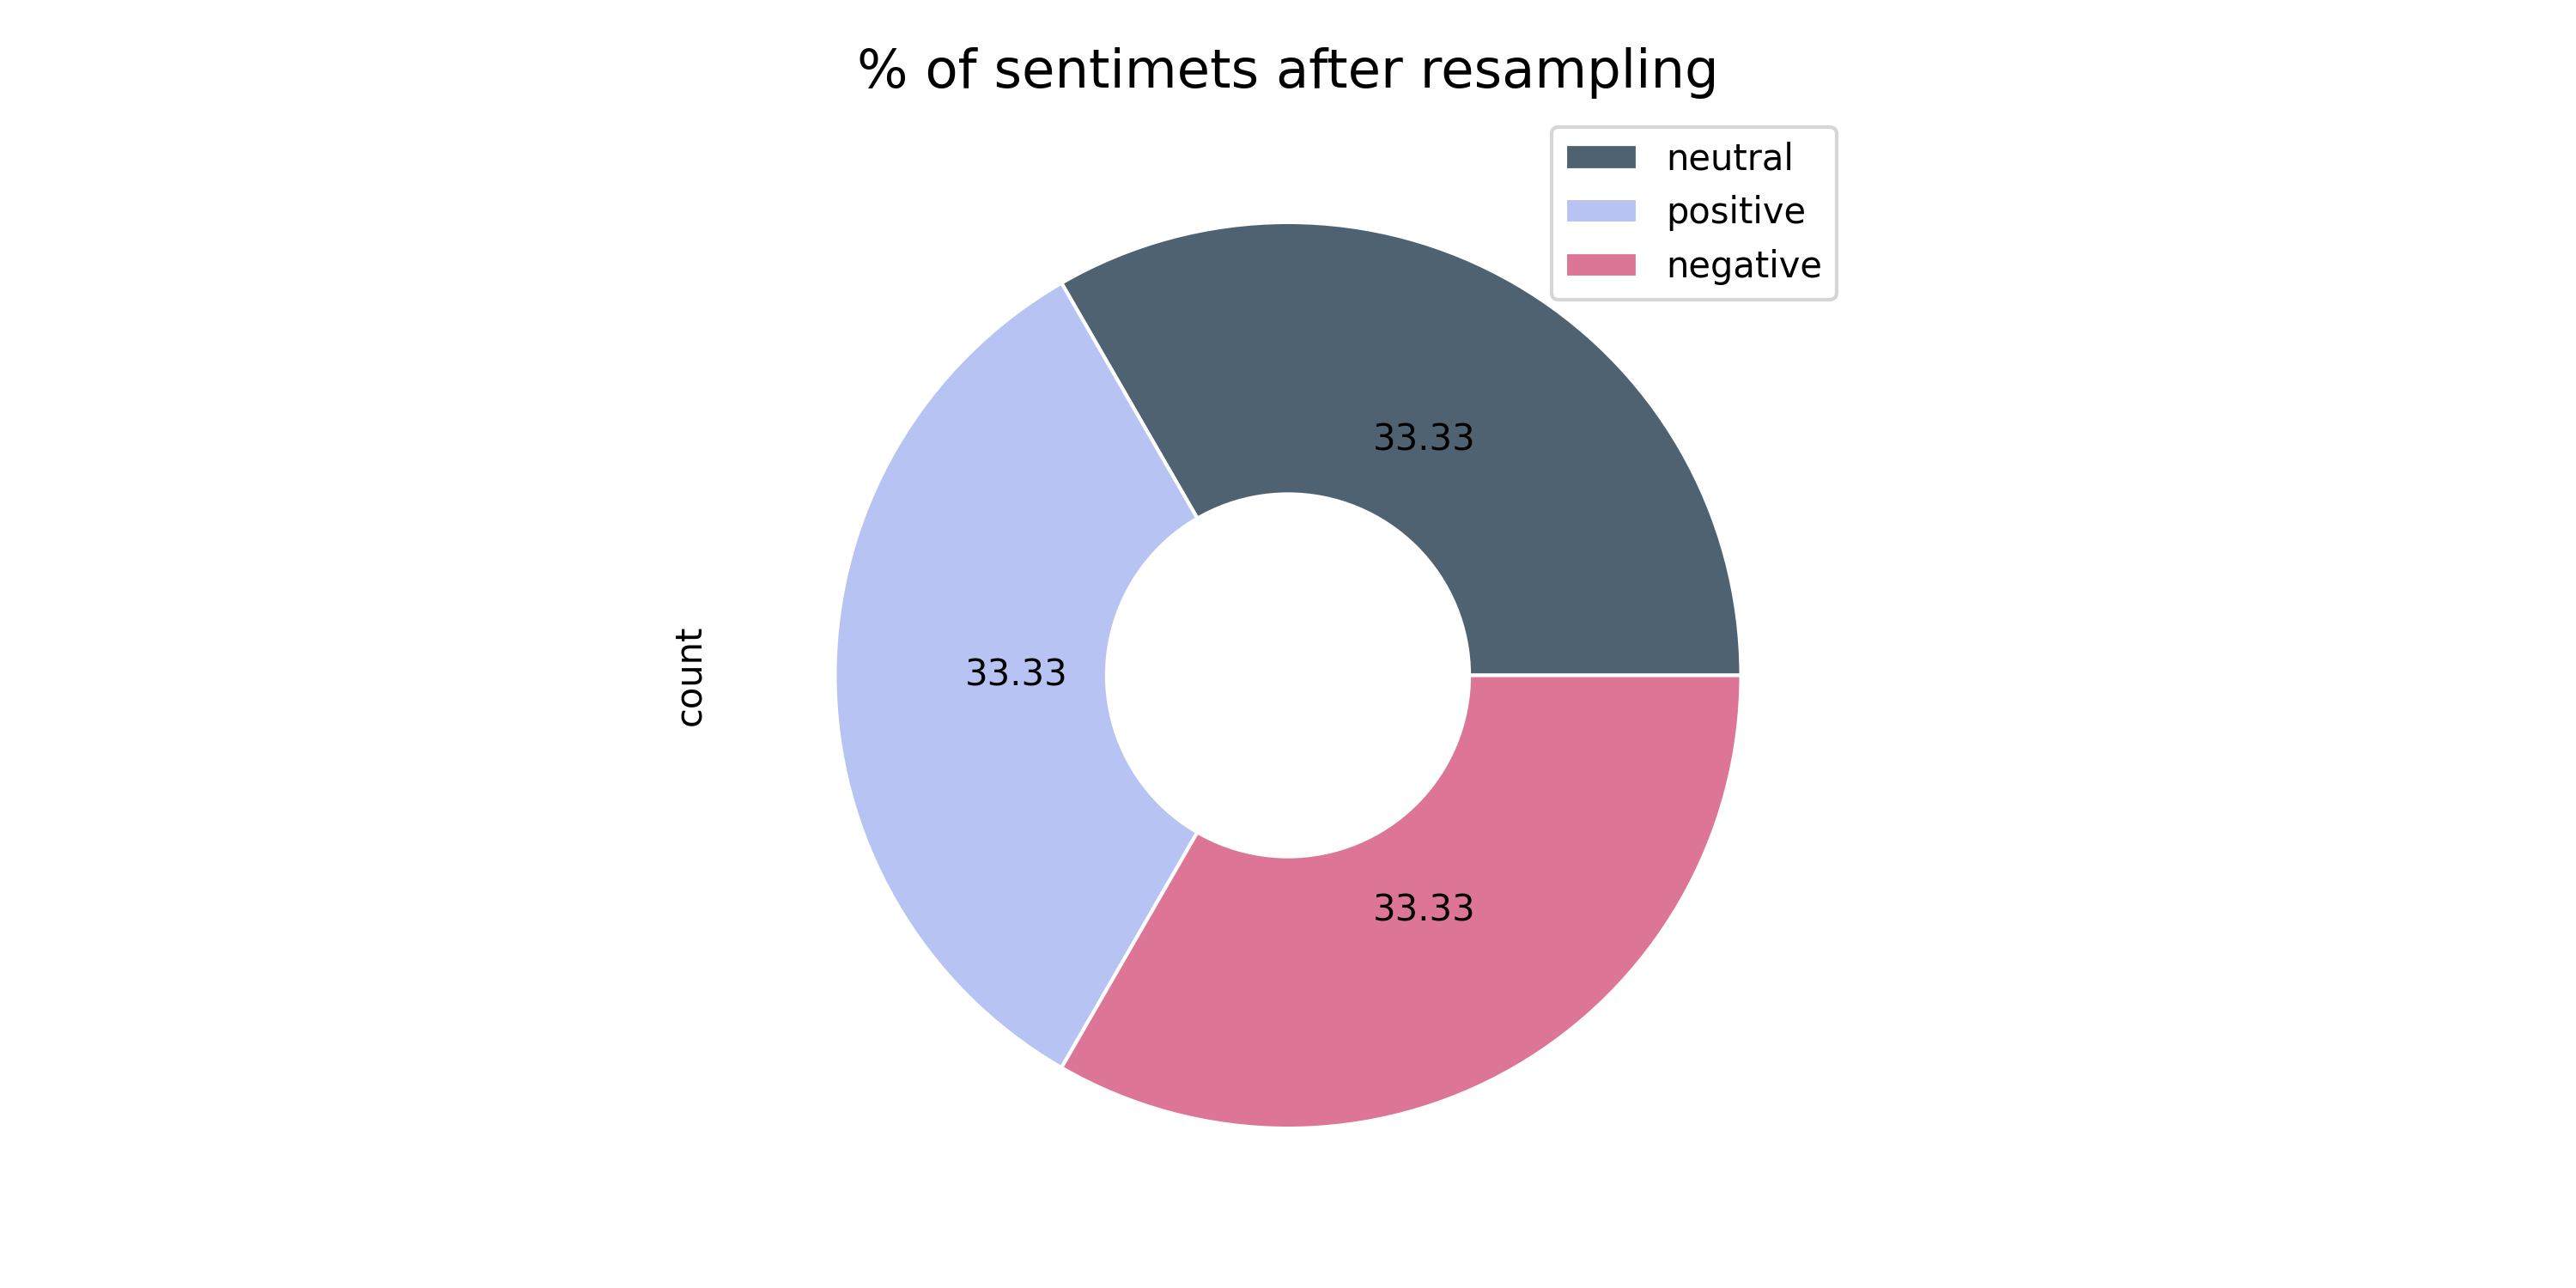 % of sentimets after resampling
neutral
positive
negative
33.33
33.33
count
33.33